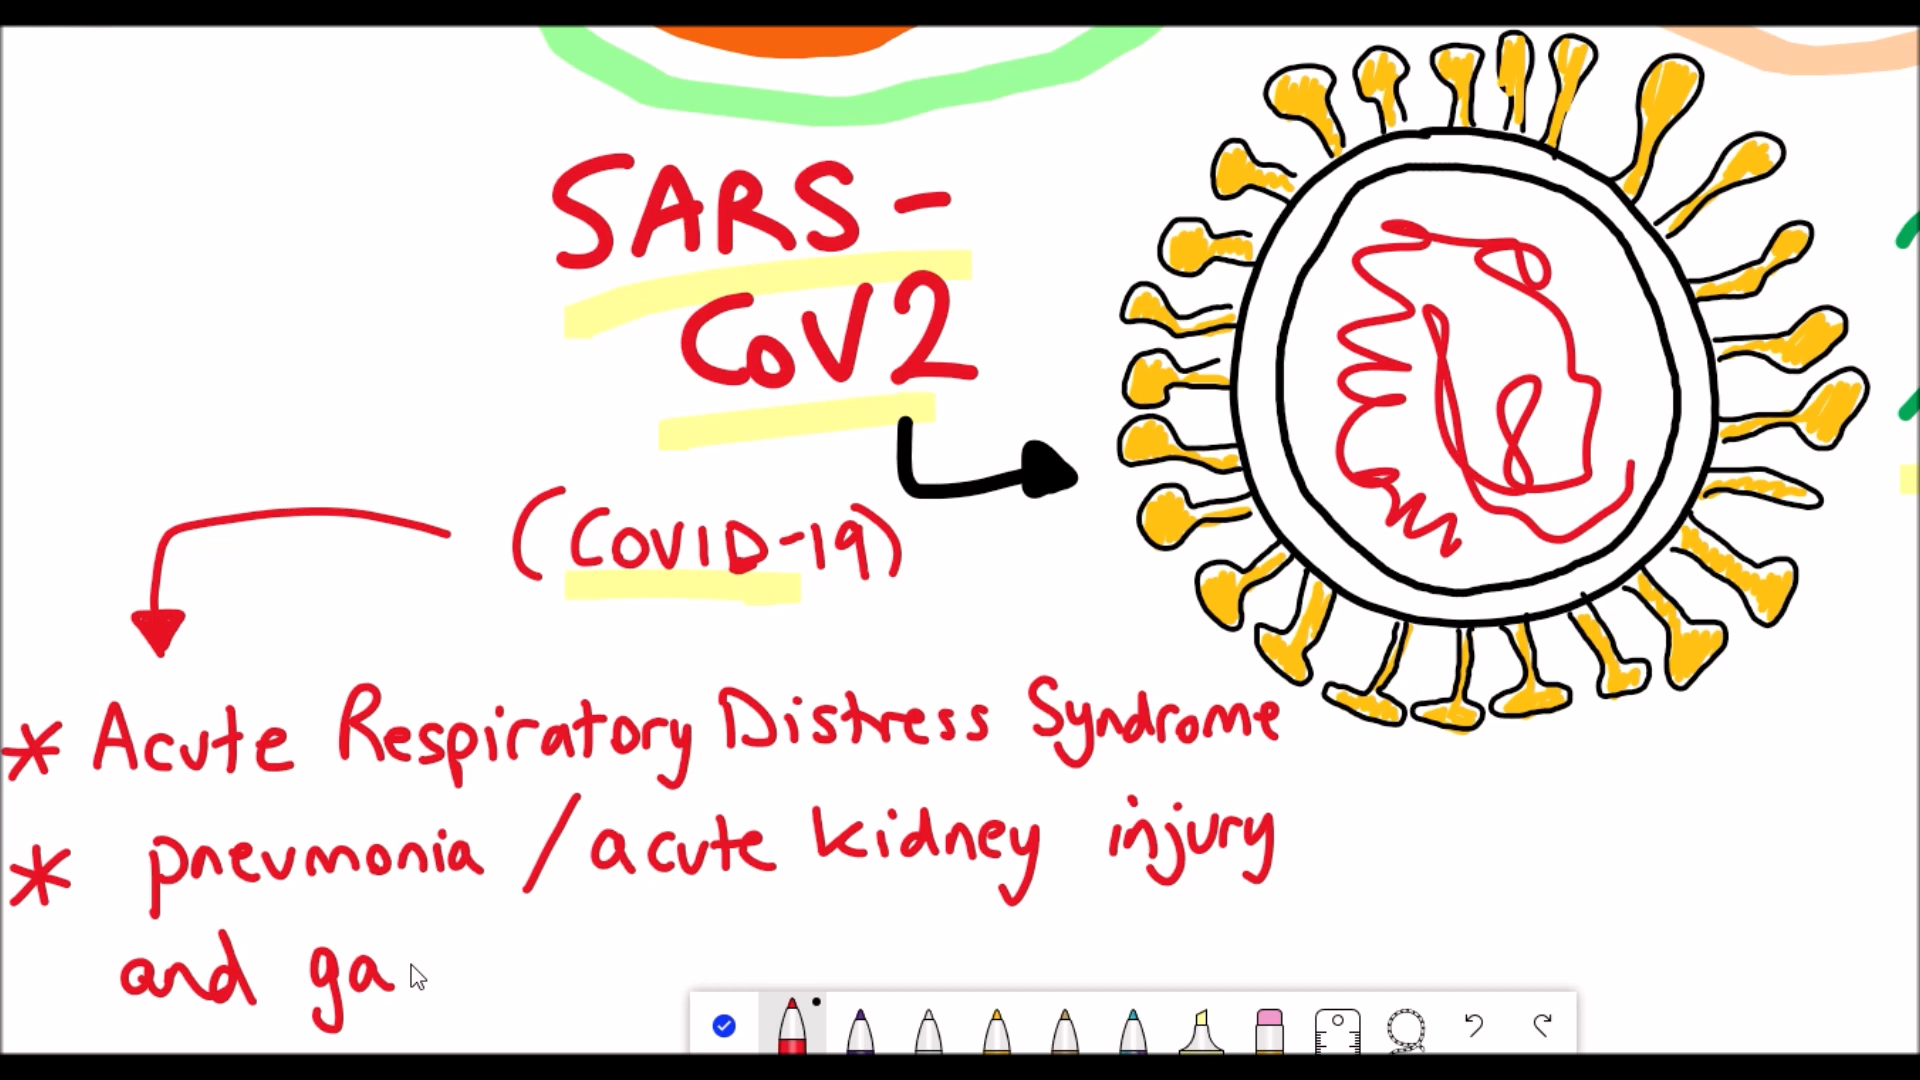 SARS-
CoV2
(COVID-19)
* Acute Respiratory Distress Syndrome
* pneumonia / acute kidney injury
and ga